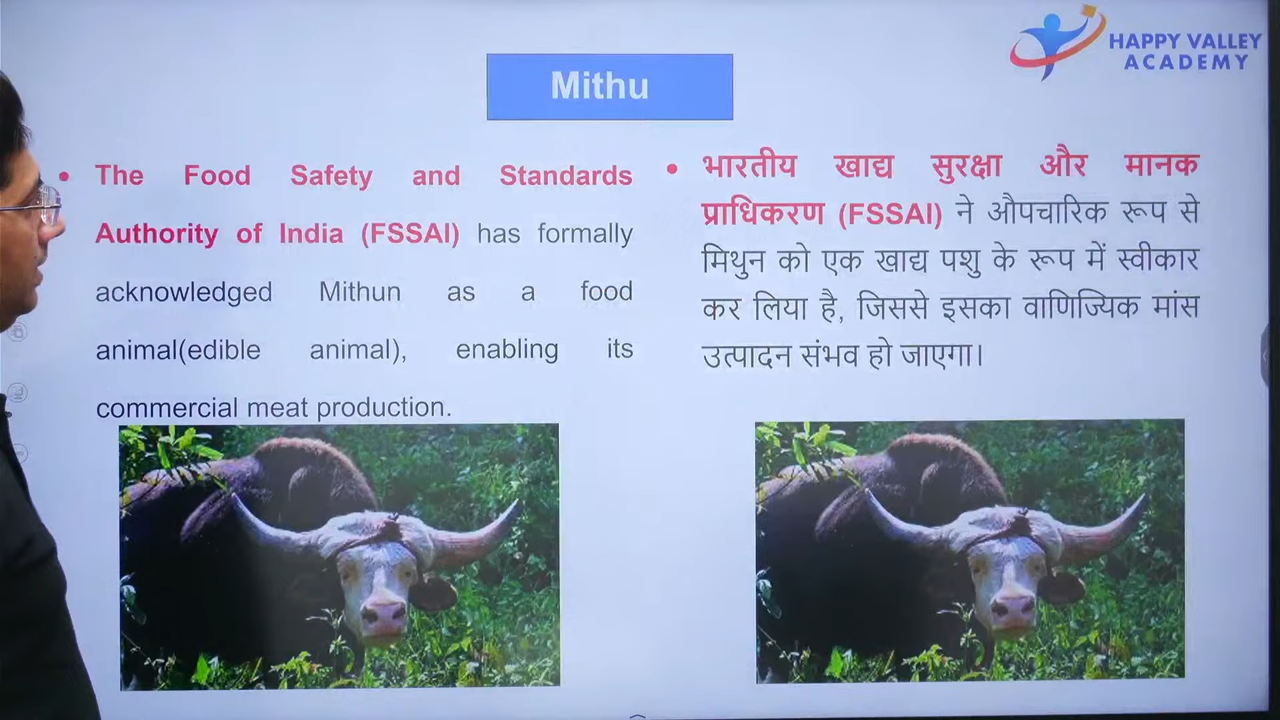 HAPPY VALLEY
ACADEMY
Mithu
• The Food Safety and Standards
Authority of India (FSSAI) has formally
acknowledged Mithun as a food
animal(edible animal), enabling its
commercial meat production.
• भारतीय खाद्य सुरक्षा और मानक
प्राधिकरण (FSSAI) ने औपचारिक रूप से
मिथुन को एक खाद्य पशु के रूप में स्वीकार
कर लिया है, जिससे इसका वाणिज्यिक मांस
उत्पादन संभव हो जाएगा।